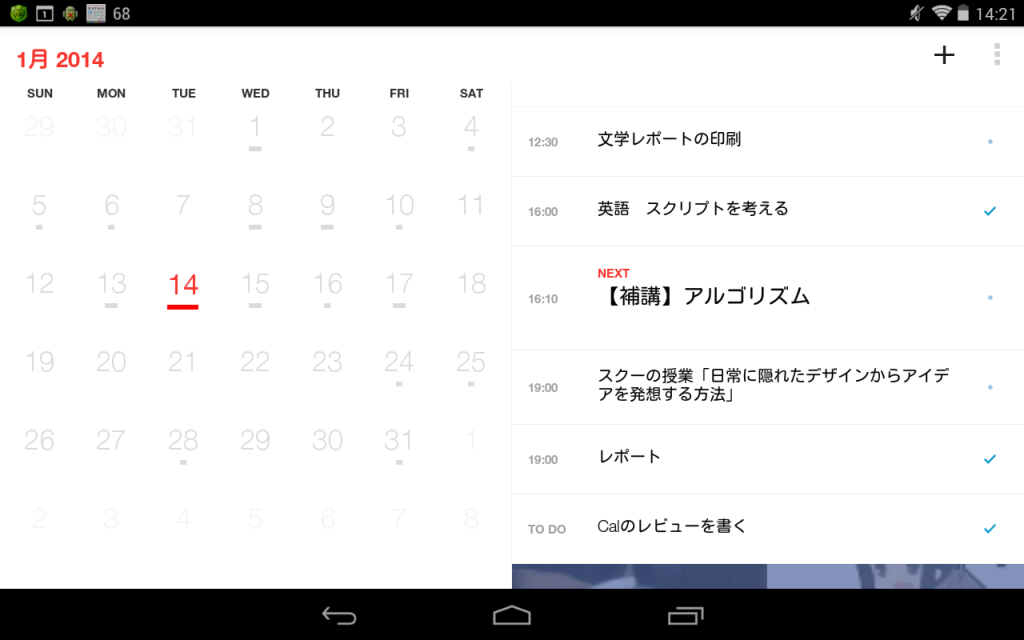 68
14:21
1月 2014
SUN MON TUE WED THU FRI SAT
29 30 31 1 2 3 4
5 6 7 8 9 10 11
12 13 14 15 16 17 18
19 20 21 22 23 24 25
26 27 28 29 30 31 1
2 3 4 5 6 7 8
12:30 文学レポートの印刷
16:00 英語　スクリプトを考える
NEXT
16:10 【補講】アルゴリズム
19:00 スクーの授業「日常に隠れたデザインからアイデ
アを発想する方法」
19:00 レポート
TO DO Calのレビューを書く